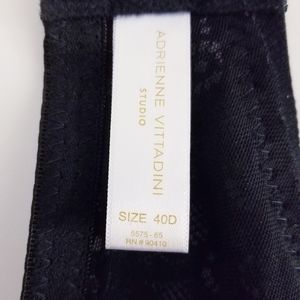 ADRIENNE VITTADINI
STUDIO
SIZE 40D
5575-65
RN#90410